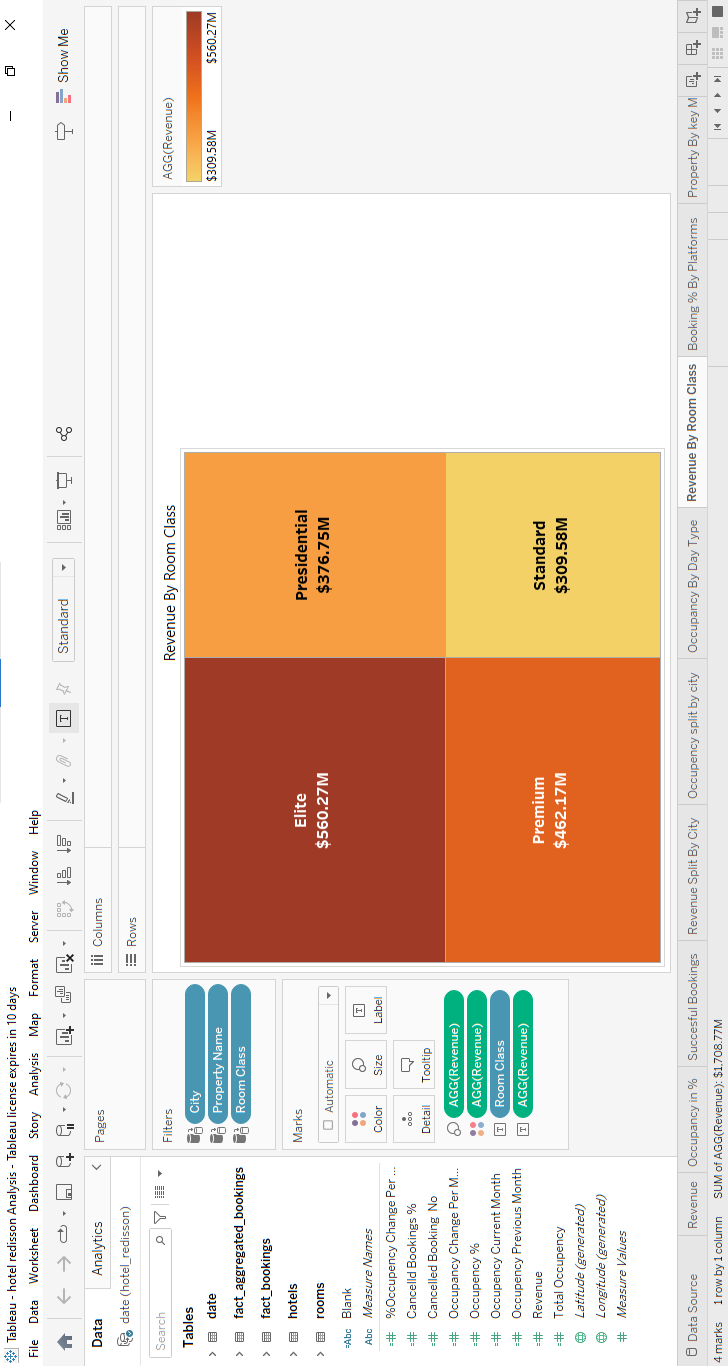 Tableau - hotel redisson Analysis - Tableau license expires in 10 days
File Data Worksheet Dashboard Story Analysis Map Format Server Window Help
Standard
Show Me
Data
Analytics
date (hotel_redisson)
Search
Tables
date
fact_aggregated_bookings
fact_bookings
hotels
rooms
=Abc Blank
Abc Measure Names
=# %Occupency Change Per ...
=# Cancelld Bookings %
=# Cancelled Booking No
=# Occupancy Change Per M...
=# Occupency %
=# Occupency Current Month
=# Occupency Previous Month
=# Revenue
=# Total Occupency
Latitude (generated)
Longitude (generated)
# Measure Values
Pages
Filters
City
Property Name
Room Class
Marks
Automatic
Color
Size
T Label
Detail
Tooltip
AGG(Revenue)
AGG(Revenue)
T Room Class
T AGG(Revenue)
Columns
Rows
Revenue By Room Class
Elite
$560.27M
Presidential
$376.75M
Premium
$462.17M
Standard
$309.58M
AGG(Revenue)
$309.58M $560.27M
Data Source Revenue Occupancy in % Succesful Bookings Revenue Split By City Occupency split by city Occupancy By Day Type Revenue By Room Class Booking % By Platforms Property By key M
4 marks 1 row by 1 column SUM of AGG(Revenue): $1,708.77M